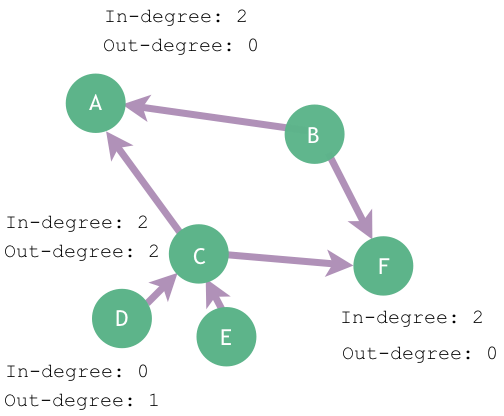 In-degree: 2
Out-degree: 0
A
B
In-degree: 2
Out-degree: 2
C
F
D
E
In-degree: 2
Out-degree: 0
In-degree: 0
Out-degree: 1